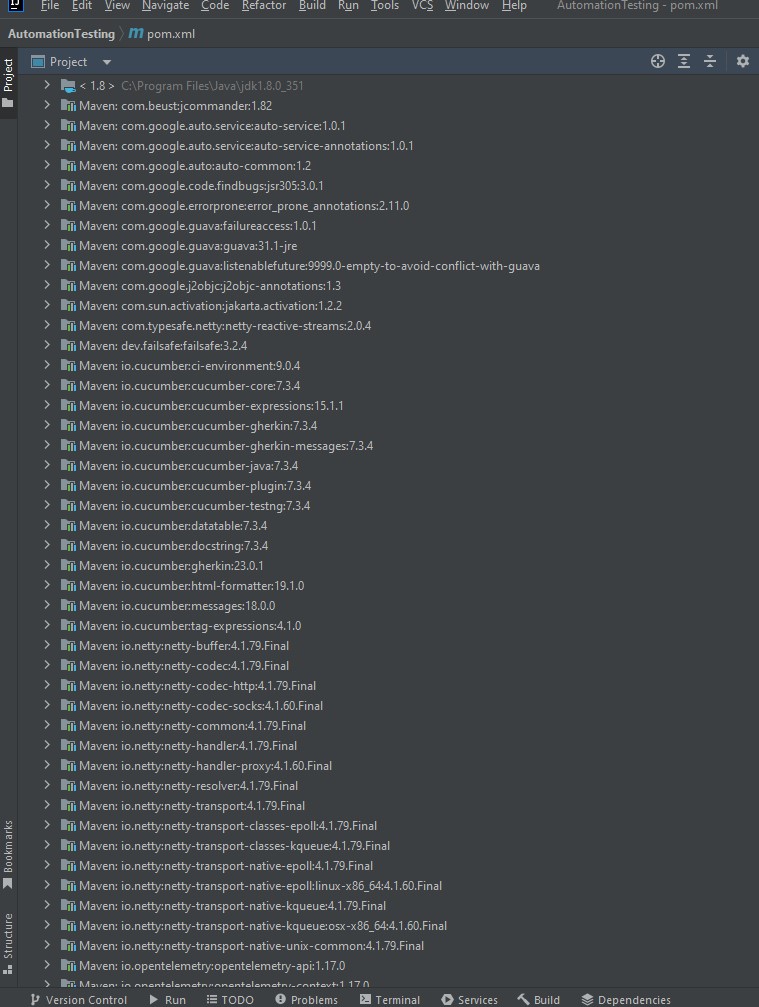 File Edit View Navigate Code Refactor Build Run Tools VCS Window Help AutomationTesting - pom.xml
AutomationTesting m pom.xml
Project
Project
< 1.8 > C:\Program Files\Java\jdk1.8.0_351
Maven: com.beust:jcommander:1.82
Maven: com.google.auto.service:auto-service:1.0.1
Maven: com.google.auto.service:auto-service-annotations:1.0.1
Maven: com.google.auto:auto-common:1.2
Maven: com.google.code.findbugs:jsr305:3.0.1
Maven: com.google.errorprone:error_prone_annotations:2.11.0
Maven: com.google.guava:failureaccess:1.0.1
Maven: com.google.guava:guava:31.1-jre
Maven: com.google.guava:listenablefuture:9999.0-empty-to-avoid-conflict-with-guava
Maven: com.google.j2objc:j2objc-annotations:1.3
Maven: com.sun.activation:jakarta.activation:1.2.2
Maven: com.typesafe.netty:netty-reactive-streams:2.0.4
Maven: dev.failsafe:failsafe:3.2.4
Maven: io.cucumber:ci-environment:9.0.4
Maven: io.cucumber:cucumber-core:7.3.4
Maven: io.cucumber:cucumber-expressions:15.1.1
Maven: io.cucumber:cucumber-gherkin:7.3.4
Maven: io.cucumber:cucumber-gherkin-messages:7.3.4
Maven: io.cucumber:cucumber-java:7.3.4
Maven: io.cucumber:cucumber-plugin:7.3.4
Maven: io.cucumber:cucumber-testng:7.3.4
Maven: io.cucumber:datatable:7.3.4
Maven: io.cucumber:docstring:7.3.4
Maven: io.cucumber:gherkin:23.0.1
Maven: io.cucumber:html-formatter:19.1.0
Maven: io.cucumber:messages:18.0.0
Maven: io.cucumber:tag-expressions:4.1.0
Maven: io.netty:netty-buffer:4.1.79.Final
Maven: io.netty:netty-codec:4.1.79.Final
Maven: io.netty:netty-codec-http:4.1.79.Final
Maven: io.netty:netty-codec-socks:4.1.60.Final
Maven: io.netty:netty-common:4.1.79.Final
Maven: io.netty:netty-handler:4.1.79.Final
Maven: io.netty:netty-handler-proxy:4.1.60.Final
Maven: io.netty:netty-resolver:4.1.79.Final
Maven: io.netty:netty-transport:4.1.79.Final
Maven: io.netty:netty-transport-classes-epoll:4.1.79.Final
Maven: io.netty:netty-transport-classes-kqueue:4.1.79.Final
Maven: io.netty:netty-transport-native-epoll:4.1.79.Final
Maven: io.netty:netty-transport-native-epoll:linux-x86_64:4.1.60.Final
Maven: io.netty:netty-transport-native-kqueue:4.1.79.Final
Maven: io.netty:netty-transport-native-kqueue:osx-x86_64:4.1.60.Final
Maven: io.netty:netty-transport-native-unix-common:4.1.79.Final
Maven: io.opentelemetry:opentelemetry-api:1.17.0
Maven: io.opentelemetry:opentelemetry-context:1.17.0
Bookmarks
Structure
Version Control Run TODO Problems Terminal Services Build Dependencies